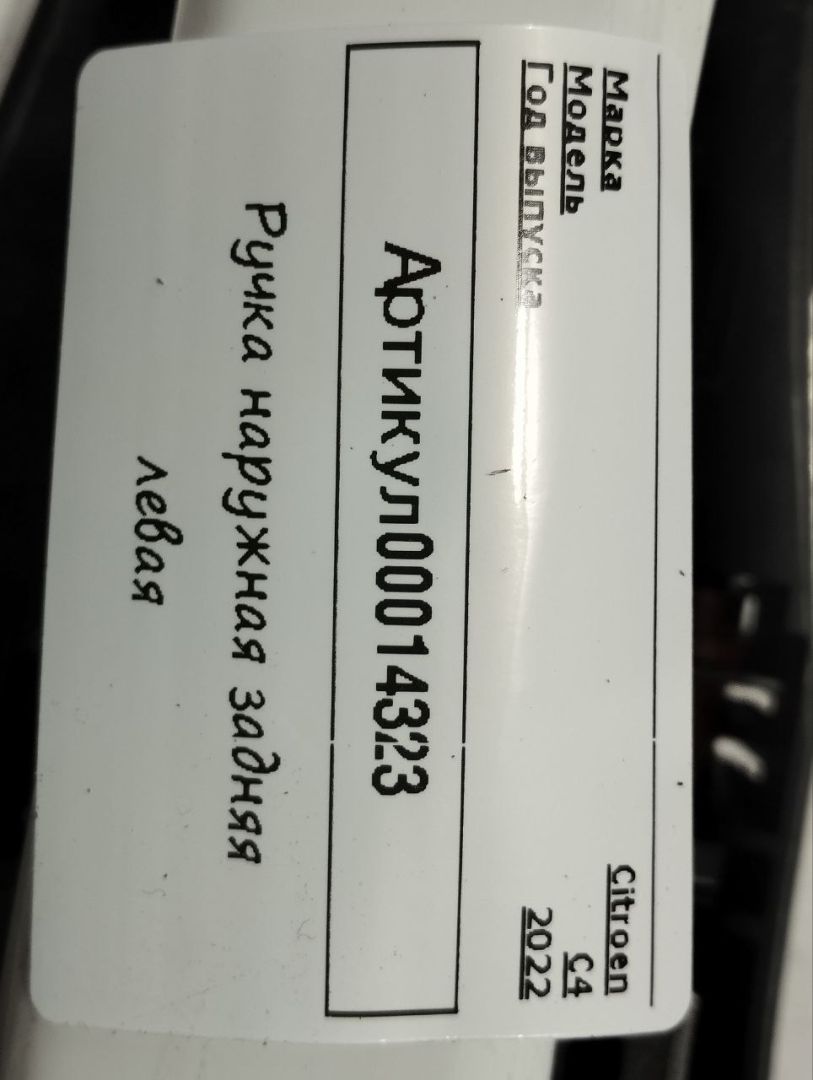 Марка Citroen
Модель C4
Год выпуска 2022
Артикул00014323
Ручка наружная задняя
левая